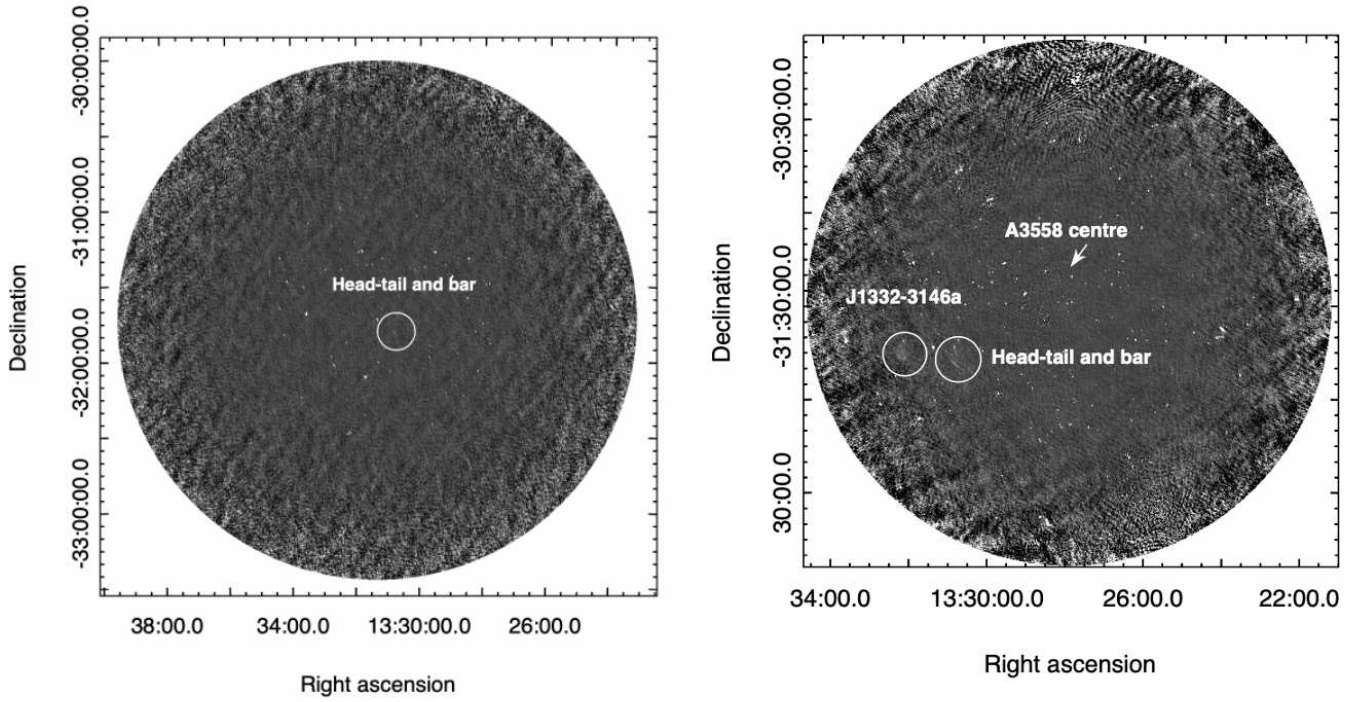 -30:00:00.0
-31:00:00.0
-32:00:00.0
-33:00:00.0
Declination
Head-tail and bar
38:00.0 34:00.0 13:30:00.0 26:00.0
Right ascension
-30:30:00.0
-31:30:00.0
30:00.0
Declination
A3558 centre
J1332-3146a
Head-tail and bar
34:00.0 13:30:00.0 26:00.0 22:00.0
Right ascension